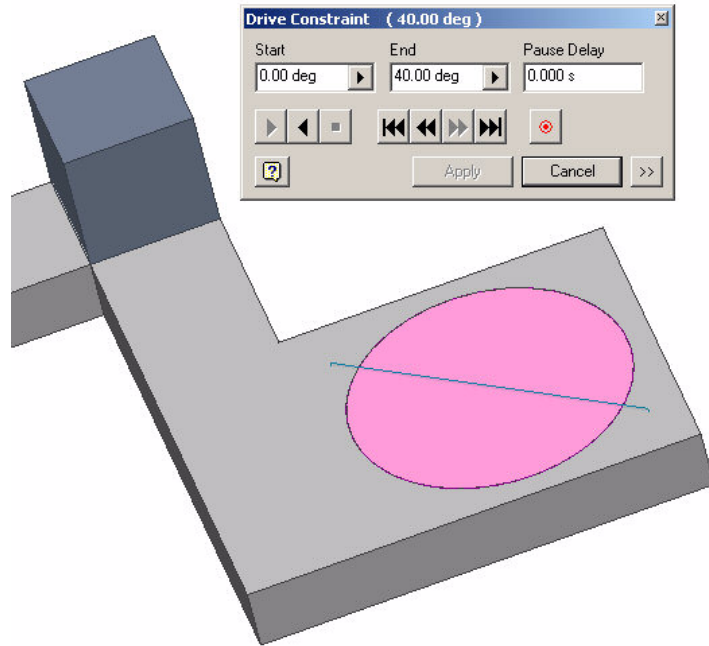 Drive Constraint ( 40.00 deg )
Start End Pause Delay
0.00 deg 40.00 deg 0.000 s
Apply Cancel >>